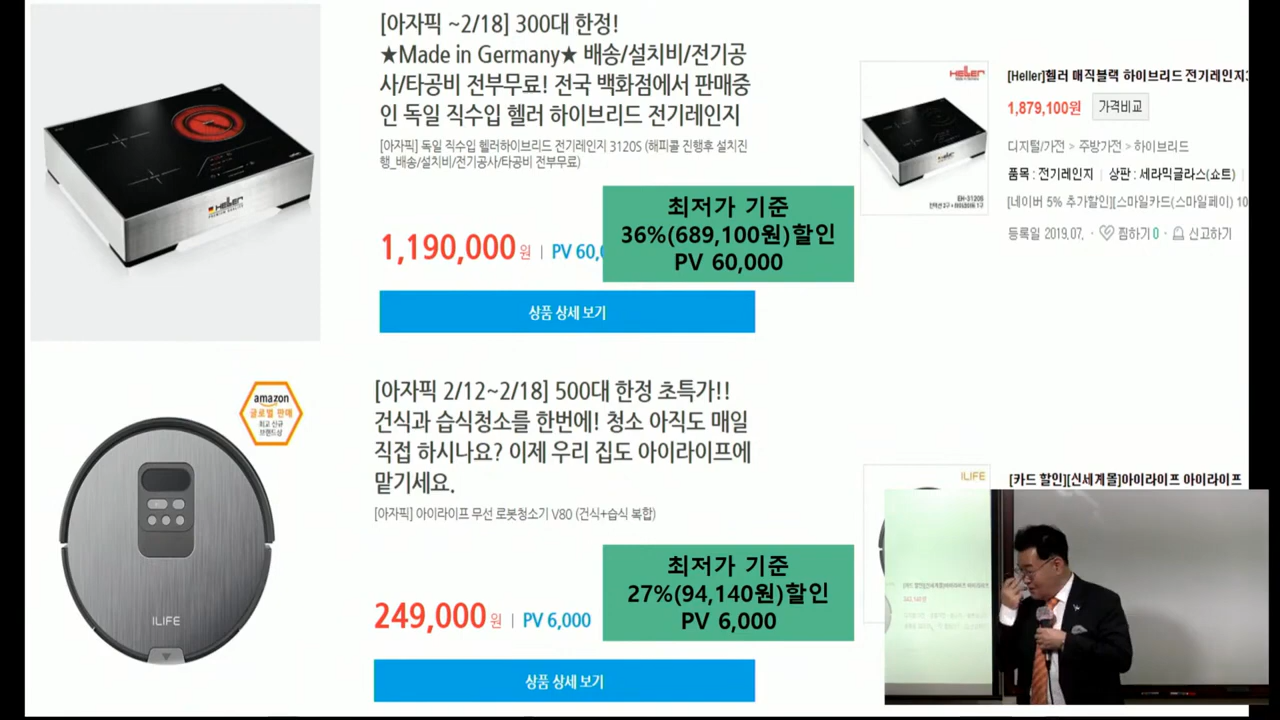 [아자픽 ~2/18] 300대 한정!
★Made in Germany★ 배송/설치비/전기공
사/타공비 전부무료! 전국 백화점에서 판매중
인 독일 직수입 헬러 하이브리드 전기레인지
[아자픽] 독일 직수입 헬러하이브리드 전기레인지 3120S (해피콜 진행후 설치진
행_배송/설치비/전기공사/타공비 전부무료)
1,190,000원 | PV 60,0
최저가 기준
36%(689,100원)할인
PV 60,000
상품 상세 보기
Heller
Heller
EH-3120S
[Heller]헬러 매직블랙 하이브리드 전기레인지
1,879,100원 가격비교
디지털/가전 > 주방가전 > 하이브리드
품목 : 전기레인지 | 상판 : 세라믹글라스(쇼트) |
[네이버 5% 추가할인][스마일카드(스마일페이) 10
등록일 2019.07. · 찜하기0 · 신고하기
amazon
글로벌 판매
최고 신규
브랜드상
ILIFE
[아자픽 2/12~2/18] 500대 한정 초특가!!
건식과 습식청소를 한번에! 청소 아직도 매일
직접 하시나요? 이제 우리 집도 아이라이프에
맡기세요.
[아자픽] 아이라이프 무선 로봇청소기 V80 (건식+습식 복합)
249,000원 | PV 6,000
최저가 기준
27%(94,140원)할인
PV 6,000
상품 상세 보기
ILIFE
[카드 할인][신세계몰]아이라이프 아이라이프